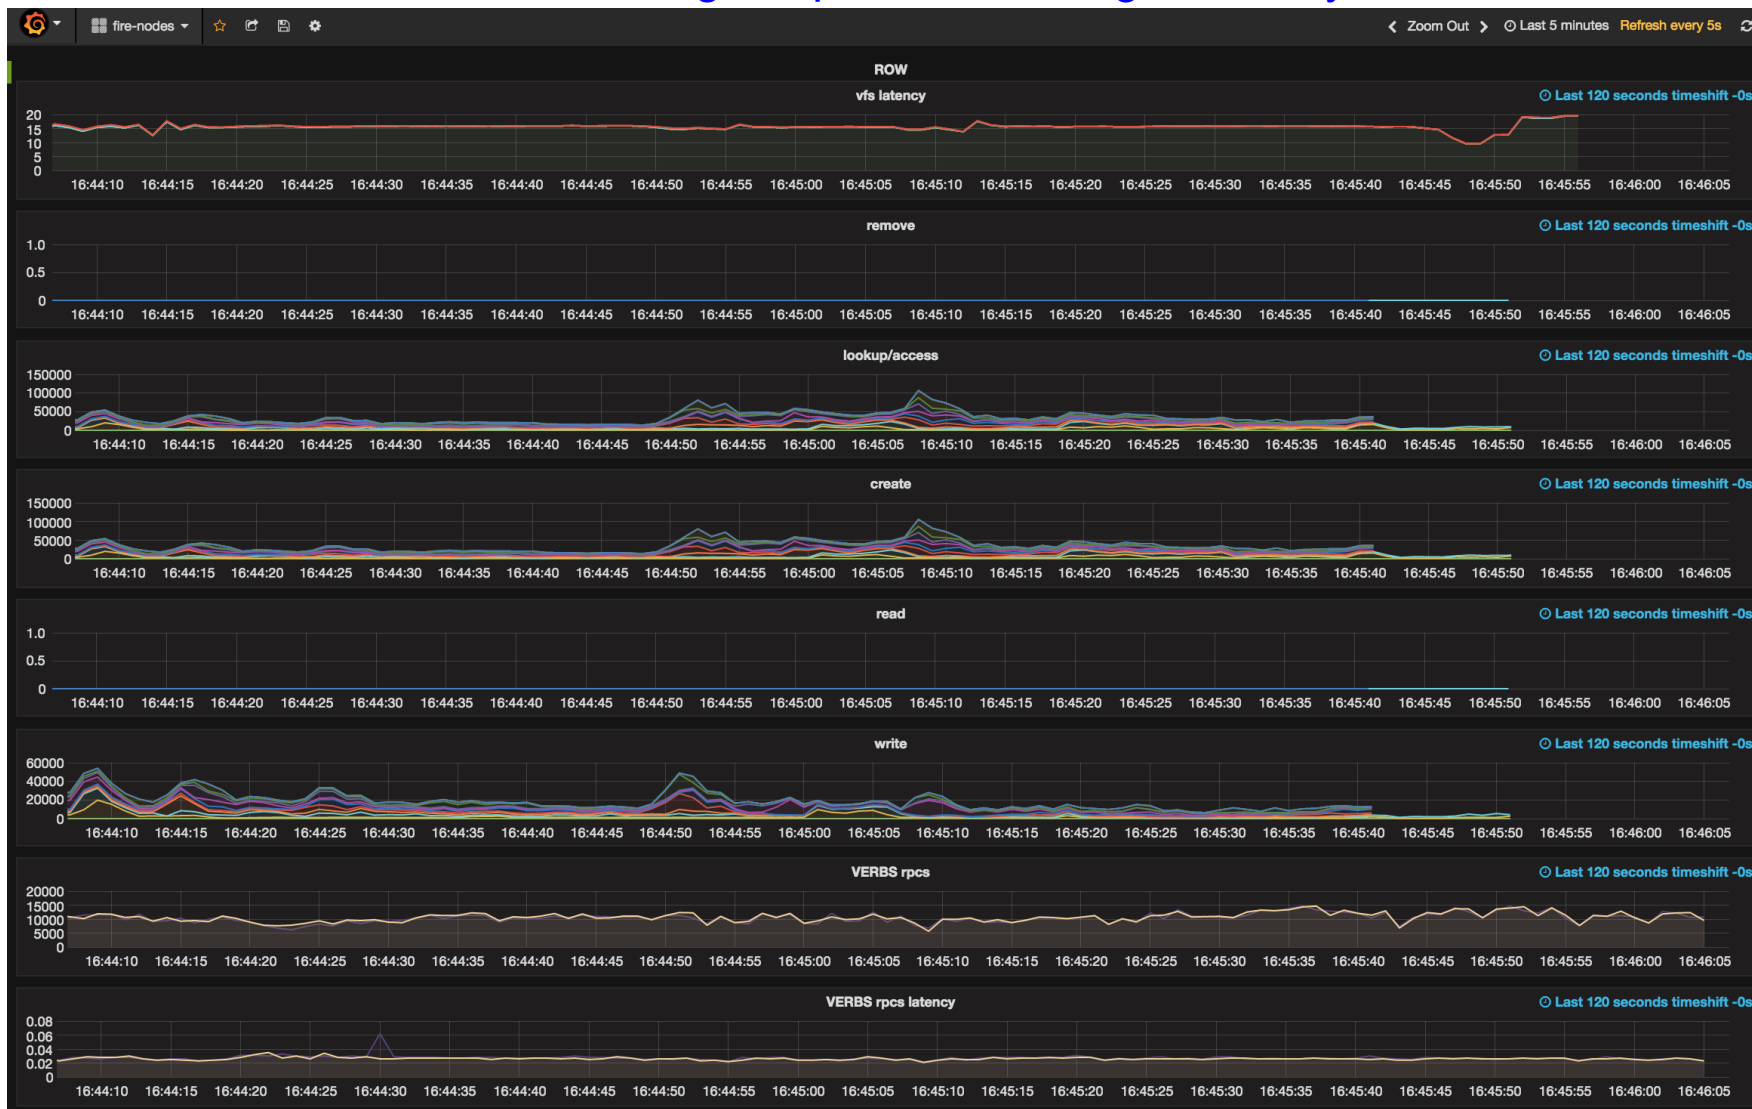 fire-nodes
Zoom Out Last 5 minutes Refresh every 5s
ROW
vfs latency
Last 120 seconds timeshift -0s
20
15
10
5
0
16:44:10 16:44:15 16:44:20 16:44:25 16:44:30 16:44:35 16:44:40 16:44:45 16:44:50 16:44:55 16:45:00 16:45:05 16:45:10 16:45:15 16:45:20 16:45:25 16:45:30 16:45:35 16:45:40 16:45:45 16:45:50 16:45:55 16:46:00 16:46:05
remove
Last 120 seconds timeshift -0s
1.0
0.5
0
16:44:10 16:44:15 16:44:20 16:44:25 16:44:30 16:44:35 16:44:40 16:44:45 16:44:50 16:44:55 16:45:00 16:45:05 16:45:10 16:45:15 16:45:20 16:45:25 16:45:30 16:45:35 16:45:40 16:45:45 16:45:50 16:45:55 16:46:00 16:46:05
lookup/access
Last 120 seconds timeshift -0s
150000
100000
50000
0
16:44:10 16:44:15 16:44:20 16:44:25 16:44:30 16:44:35 16:44:40 16:44:45 16:44:50 16:44:55 16:45:00 16:45:05 16:45:10 16:45:15 16:45:20 16:45:25 16:45:30 16:45:35 16:45:40 16:45:45 16:45:50 16:45:55 16:46:00 16:46:05
create
Last 120 seconds timeshift -0s
150000
100000
50000
0
16:44:10 16:44:15 16:44:20 16:44:25 16:44:30 16:44:35 16:44:40 16:44:45 16:44:50 16:44:55 16:45:00 16:45:05 16:45:10 16:45:15 16:45:20 16:45:25 16:45:30 16:45:35 16:45:40 16:45:45 16:45:50 16:45:55 16:46:00 16:46:05
read
Last 120 seconds timeshift -0s
1.0
0.5
0
16:44:10 16:44:15 16:44:20 16:44:25 16:44:30 16:44:35 16:44:40 16:44:45 16:44:50 16:44:55 16:45:00 16:45:05 16:45:10 16:45:15 16:45:20 16:45:25 16:45:30 16:45:35 16:45:40 16:45:45 16:45:50 16:45:55 16:46:00 16:46:05
write
Last 120 seconds timeshift -0s
60000
40000
20000
0
16:44:10 16:44:15 16:44:20 16:44:25 16:44:30 16:44:35 16:44:40 16:44:45 16:44:50 16:44:55 16:45:00 16:45:05 16:45:10 16:45:15 16:45:20 16:45:25 16:45:30 16:45:35 16:45:40 16:45:45 16:45:50 16:45:55 16:46:00 16:46:05
VERBS rpcs
Last 120 seconds timeshift -0s
20000
15000
10000
5000
0
16:44:10 16:44:15 16:44:20 16:44:25 16:44:30 16:44:35 16:44:40 16:44:45 16:44:50 16:44:55 16:45:00 16:45:05 16:45:10 16:45:15 16:45:20 16:45:25 16:45:30 16:45:35 16:45:40 16:45:45 16:45:50 16:45:55 16:46:00 16:46:05
VERBS rpcs latency
Last 120 seconds timeshift -0s
0.08
0.06
0.04
0.02
0
16:44:10 16:44:15 16:44:20 16:44:25 16:44:30 16:44:35 16:44:40 16:44:45 16:44:50 16:44:55 16:45:00 16:45:05 16:45:10 16:45:15 16:45:20 16:45:25 16:45:30 16:45:35 16:45:40 16:45:45 16:45:50 16:45:55 16:46:00 16:46:05